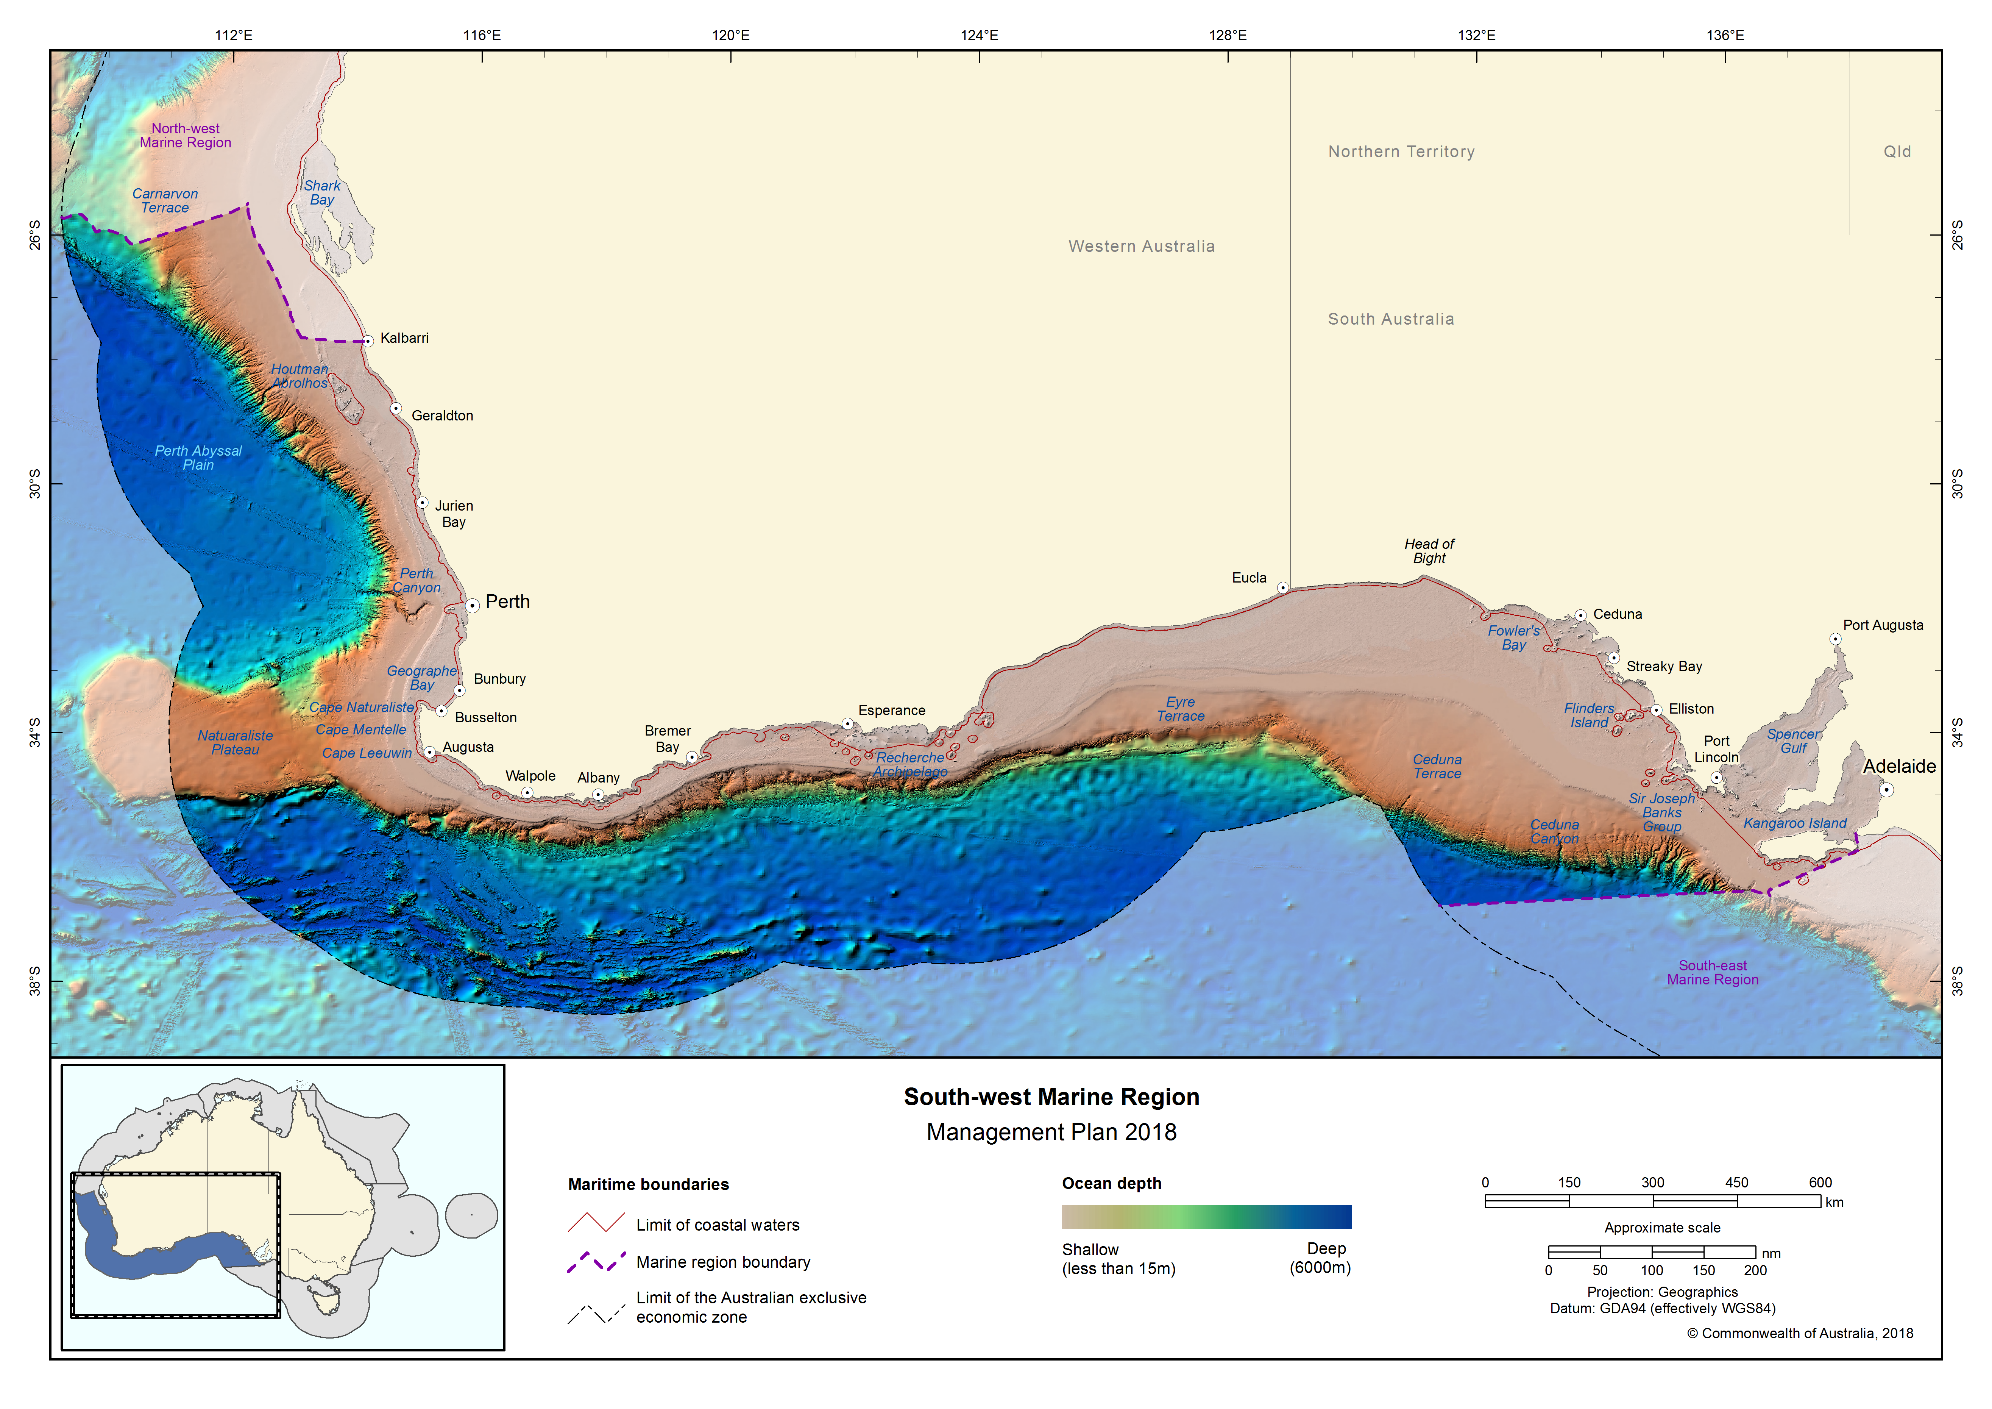 112°E
116°E
120°E
124°E
128°E
132°E
136°E
26°S
30°S
34°S
38°S
26°S
30°S
34°S
38°S
North-west
Marine Region
Carnarvon
Terrace
Shark
Bay
Northern Territory
Qld
Western Australia
South Australia
Kalbarri
Houtman
Abrolhos
Geraldton
Perth Abyssal
Plain
Jurien
Bay
Perth
Canyon
Perth
Geographe
Bay
Bunbury
Cape Naturaliste
Busselton
Cape Mentelle
Cape Leeuwin
Augusta
Natuaraliste
Plateau
Walpole
Albany
Bremer
Bay
Esperance
Recherche
Archipelago
Eucla
Head of
Bight
Eyre
Terrace
Ceduna
Terrace
Ceduna
Canyon
Fowler's
Bay
Ceduna
Streaky Bay
Flinders
Island
Elliston
Port
Lincoln
Sir Joseph
Banks
Group
Port Augusta
Spencer
Gulf
Adelaide
Kangaroo Island
South-east
Marine Region
South-west Marine Region
Management Plan 2018
Maritime boundaries
Limit of coastal waters
Marine region boundary
Limit of the Australian exclusive
economic zone
Ocean depth
Shallow
(less than 15m)
Deep
(6000m)
0 150 300 450 600
km
Approximate scale
nm
0 50 100 150 200
Projection: Geographics
Datum: GDA94 (effectively WGS84)
© Commonwealth of Australia, 2018